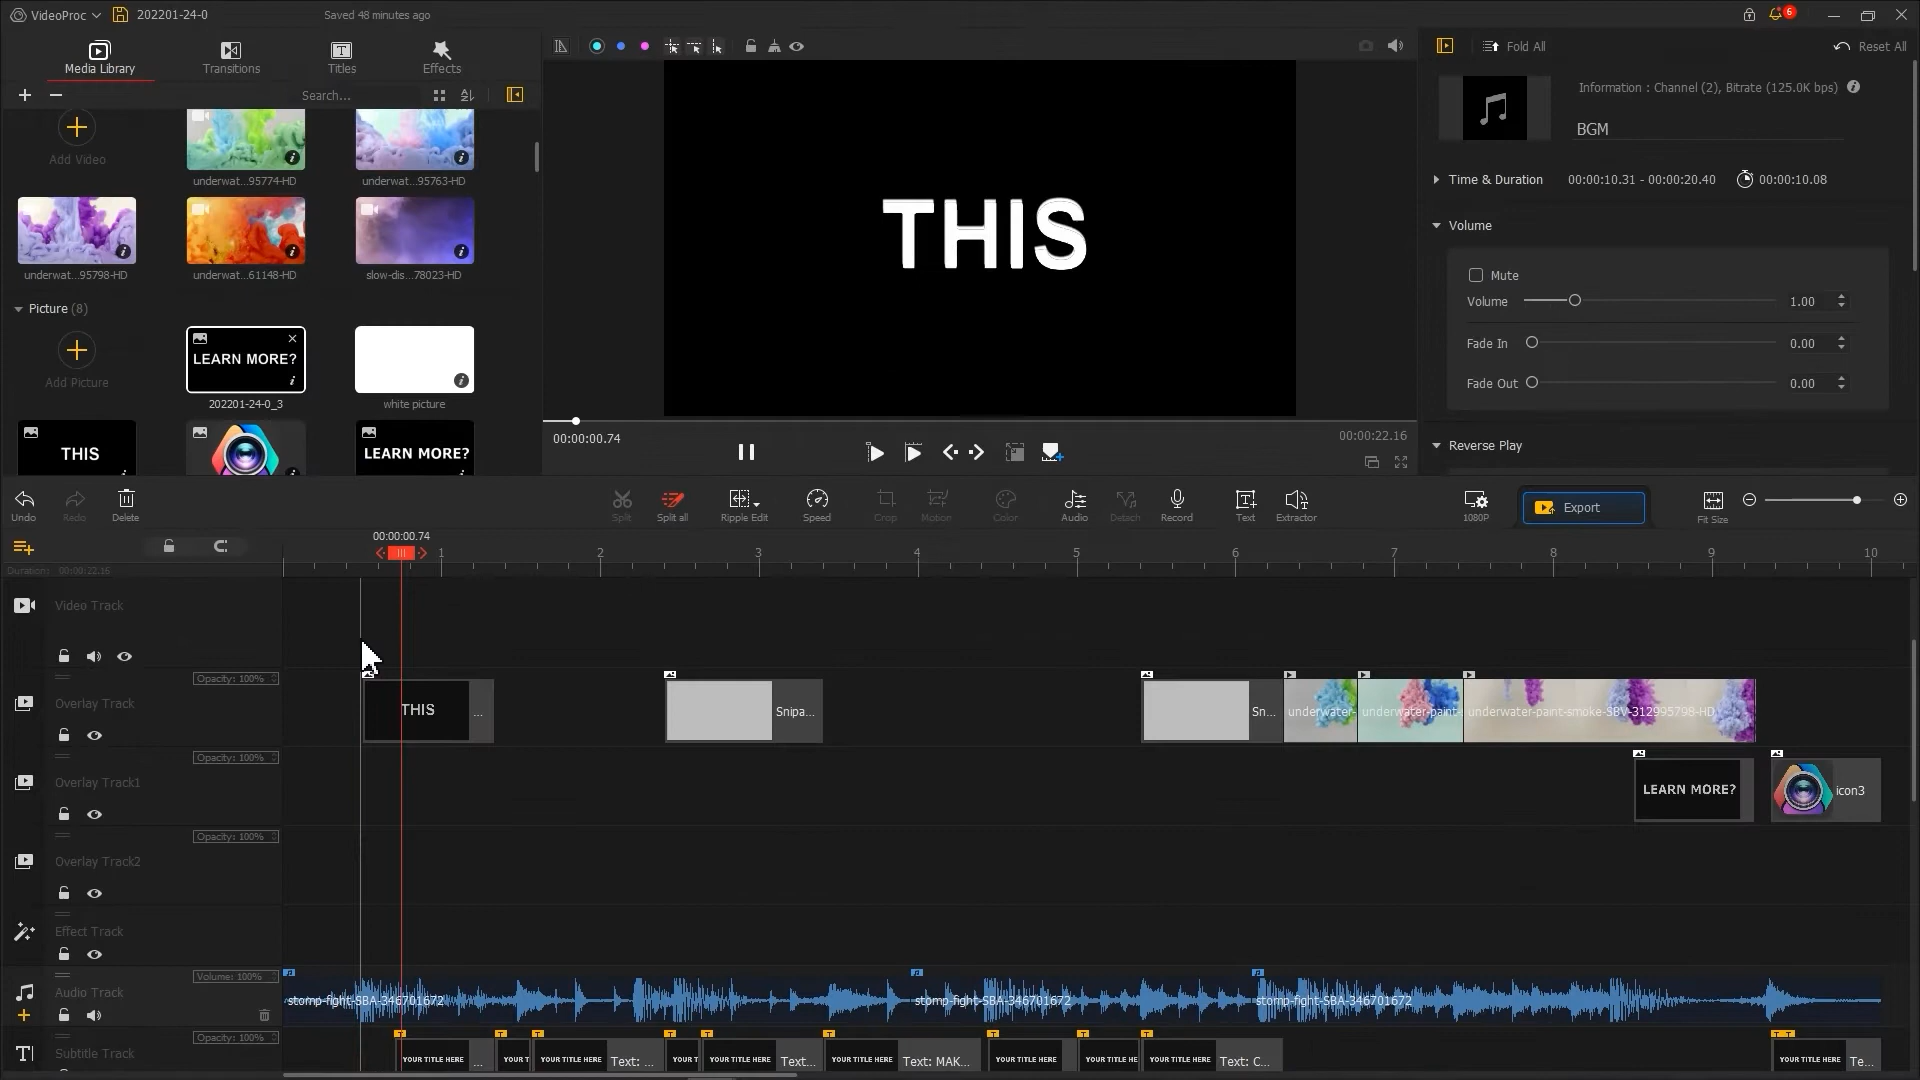 VideoProc
202201-24-0
Saved 48 minutes ago
6
Media Library
Transitions
Titles
Effects
Search...
Add Video
underwat...95774-HD
underwat...95763-HD
underwat...95798-HD
underwat...61148-HD
slow-dis...78023-HD
Picture (8)
Add Picture
LEARN MORE?
202201-24-0_3
white picture
THIS
LEARN MORE?
THIS
00:00:00.74
00:00:22.16
Fold All
Reset All
Information : Channel (2), Bitrate (125.0K bps)
BGM
Time & Duration
00:00:10.31 - 00:00:20.40
00:00:10.08
Volume
Mute
Volume
1.00
Fade In
0.00
Fade Out
0.00
Reverse Play
Undo
Redo
Delete
Split
Split all
Ripple Edit
Speed
Crop
Motion
Color
Audio
Detach
Record
Text
Extractor
1080P
Export
Fit Size
00:00:00.74
1 2 3 4 5 6 7 8 9 10
Duration: 00:00:22.16
Video Track
Opacity: 100%
Overlay Track
THIS
...
Snipa...
Sn...
underwater-
underwater-paint-
underwater-paint-smoke-SBV-312995798-HD
Opacity: 100%
Overlay Track1
LEARN MORE?
icon3
Opacity: 100%
Overlay Track2
Effect Track
Volume: 100%
Audio Track
stomp-fight-SBA-346701672
stomp-fight-SBA-346701672
stomp-fight-SBA-346701672
Opacity: 100%
Subtitle Track
YOUR TITLE HERE
...
YOUR T
YOUR TITLE HERE
Text: ...
YOUR T
YOUR TITLE HERE
Text...
YOUR TITLE HERE
Text: MAK...
YOUR TITLE HERE
YOUR TITLE HE
YOUR TITLE HERE
Text: C...
YOUR TITLE HERE
Te...